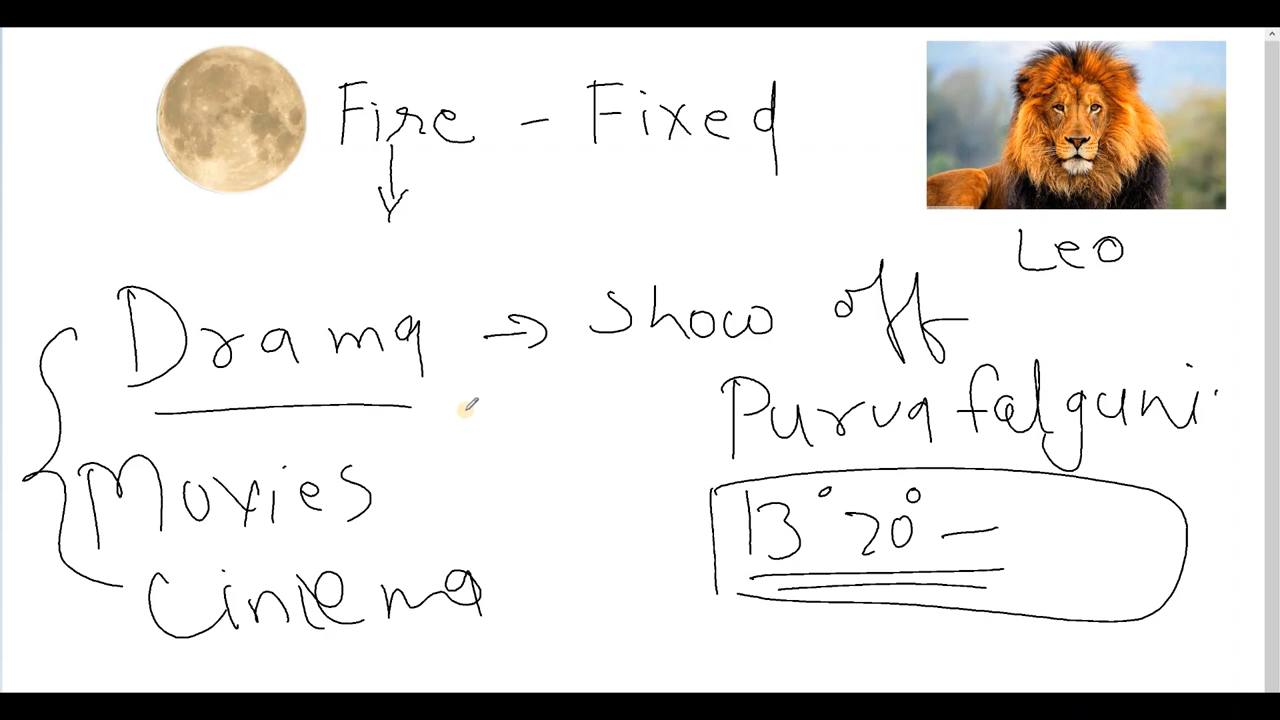 Fire - Fixed
Leo
Drama → Show off
Purva falguni
Movies
13° 20° -
Cinema